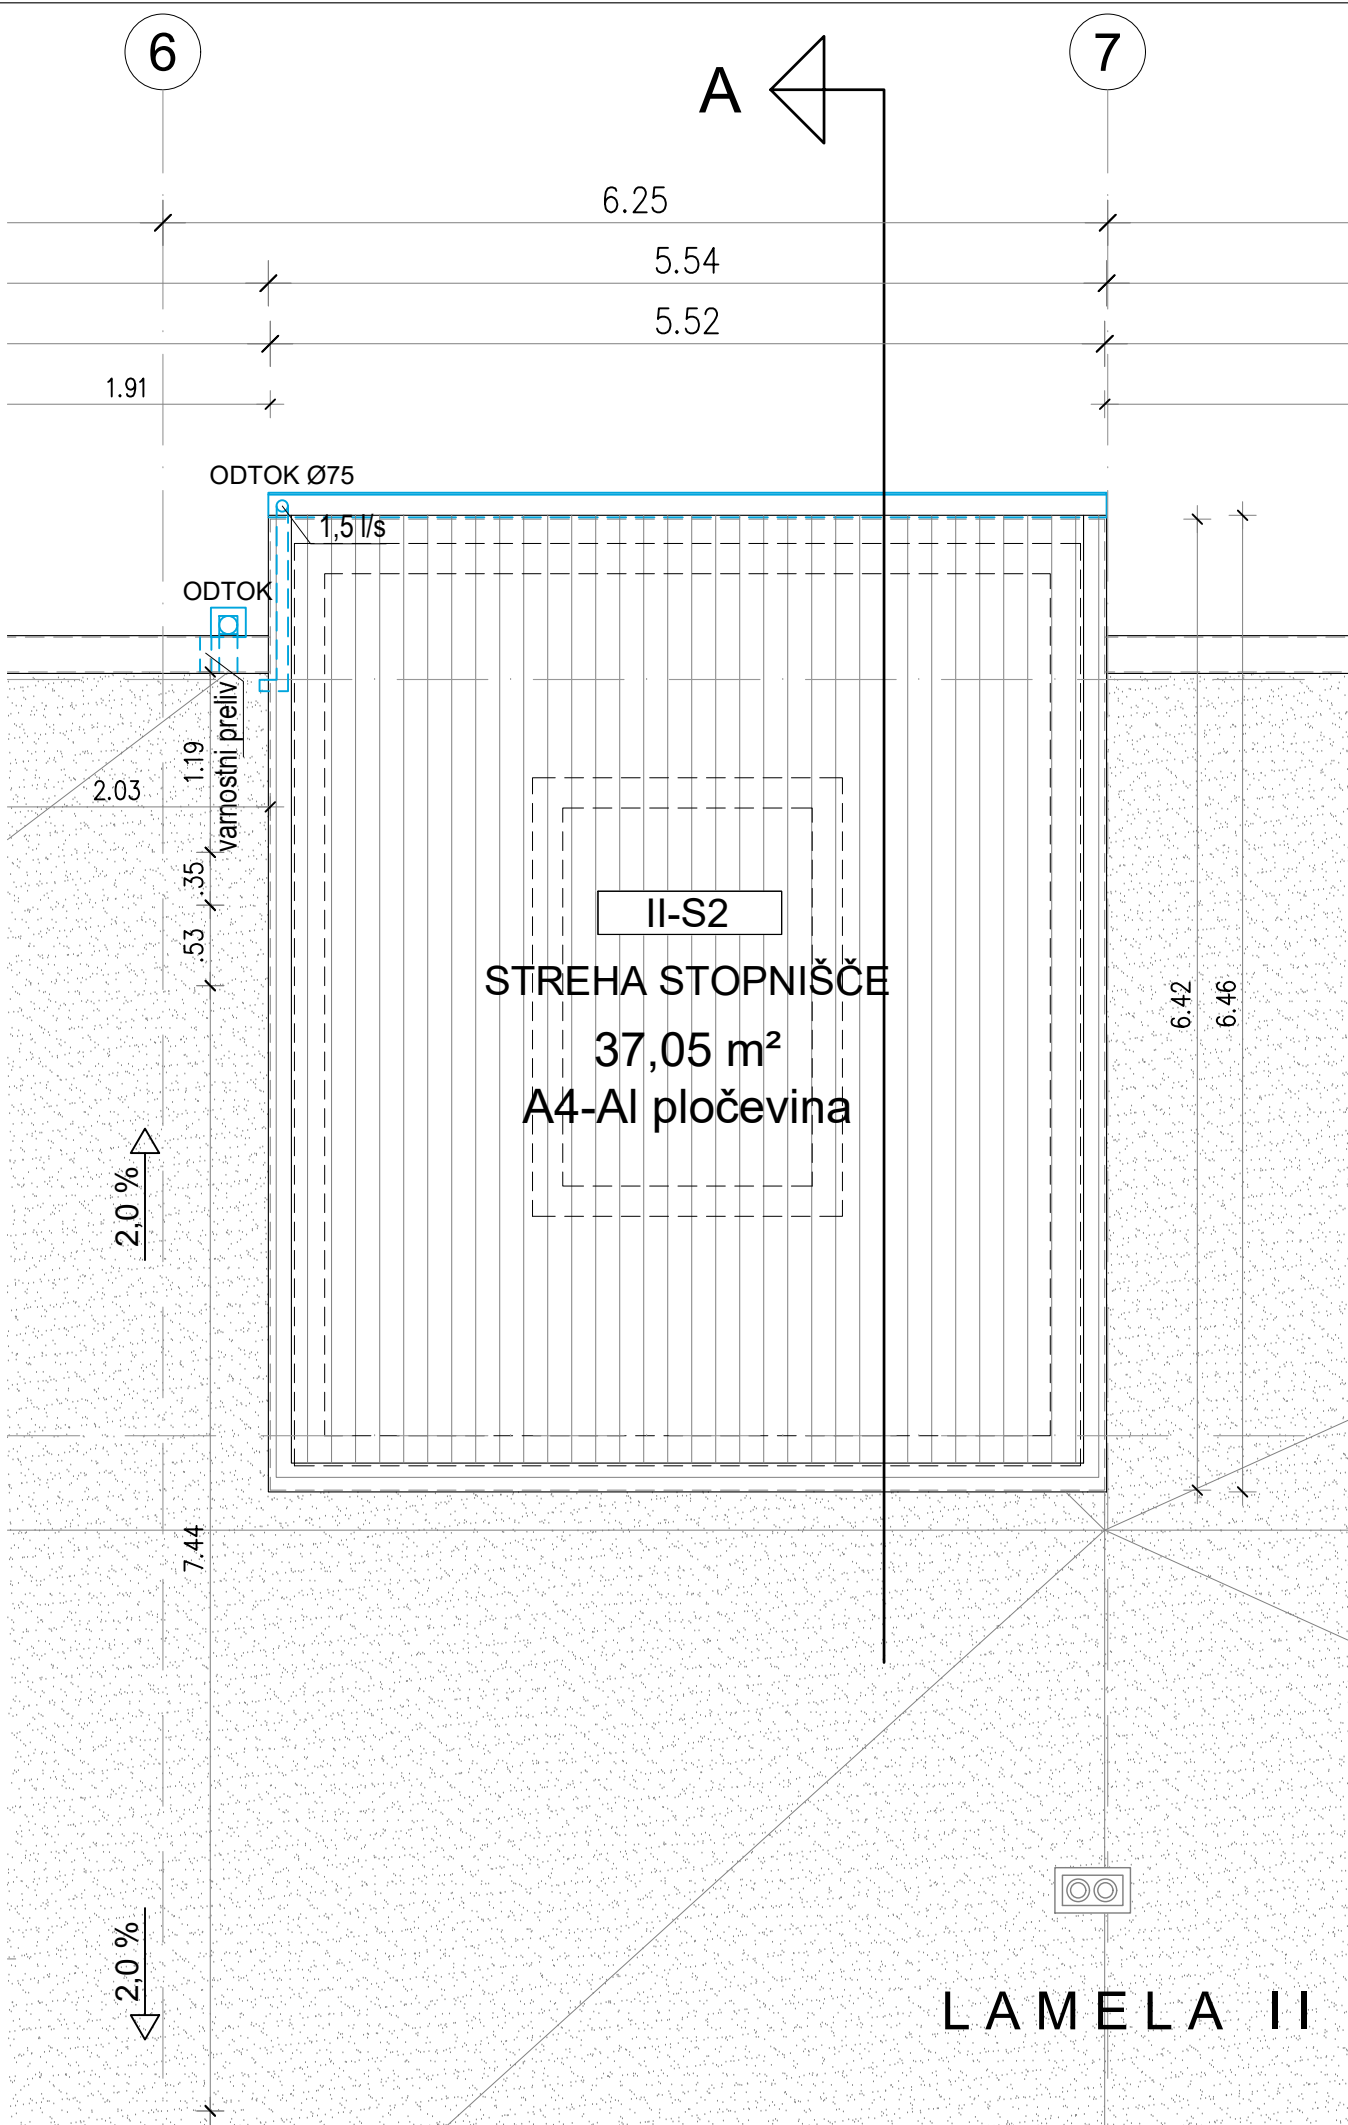 6
7
A
6.25
5.54
5.52
1.91
ODTOK Ø75
1,5 l/s
ODTOK
varnostni preliv
1.19
2.03
.35
.53
II-S2
STREHA STOPNIŠČE
37,05 m²
A4-Al pločevina
6.42
6.46
2,0 %
7.44
2,0 %
LAMELA II